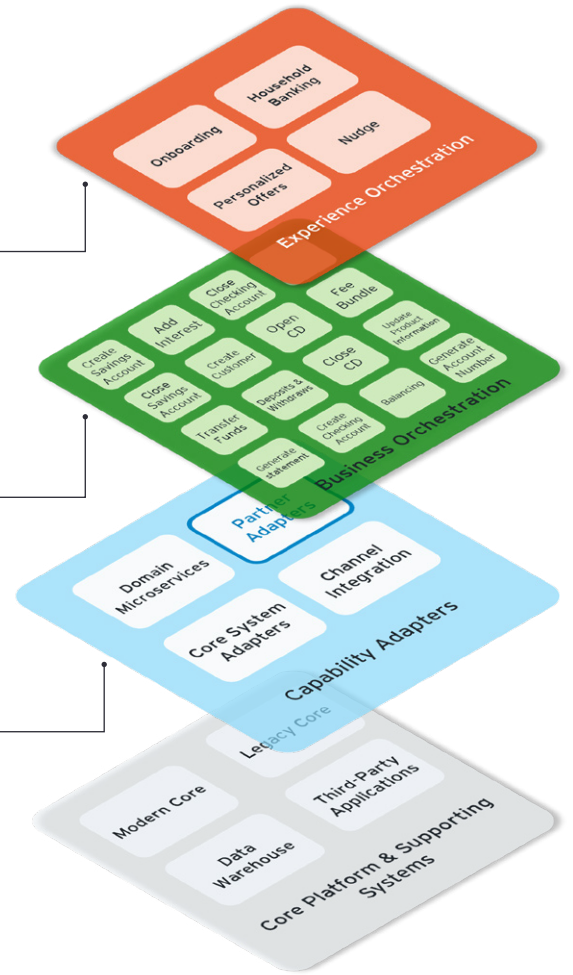 Household
Banking
Onboarding
Nudge
Personalized
Offers
Experience Orchestration
Close
Checking
Account
Fee
Bundle
Add
Interest
Open
CD
Update
Product
Information
Create
Savings
Account
Create
Customer
Close
CD
Generate
Account
Number
Close
Savings
Account
Deposits &
Withdraws
Balancing
Transfer
Funds
Create
Checking
Account
Generate
statement
Business Orchestration
Partner
Adapters
Domain
Microservices
Channel
Integration
Core System
Adapters
Capability Adapters
Legacy Core
Modern Core
Third-Party
Applications
Data
Warehouse
Core Platform & Supporting
Systems